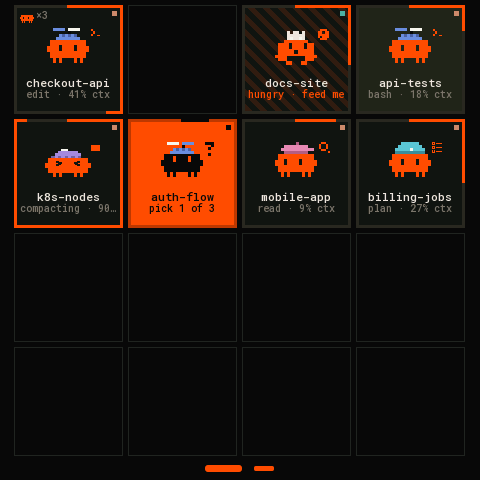 ×3
checkout-api
edit · 41% ctx
docs-site
hungry · feed me
api-tests
bash · 18% ctx
k8s-nodes
compacting · 90…
auth-flow
pick 1 of 3
mobile-app
read · 9% ctx
billing-jobs
plan · 27% ctx